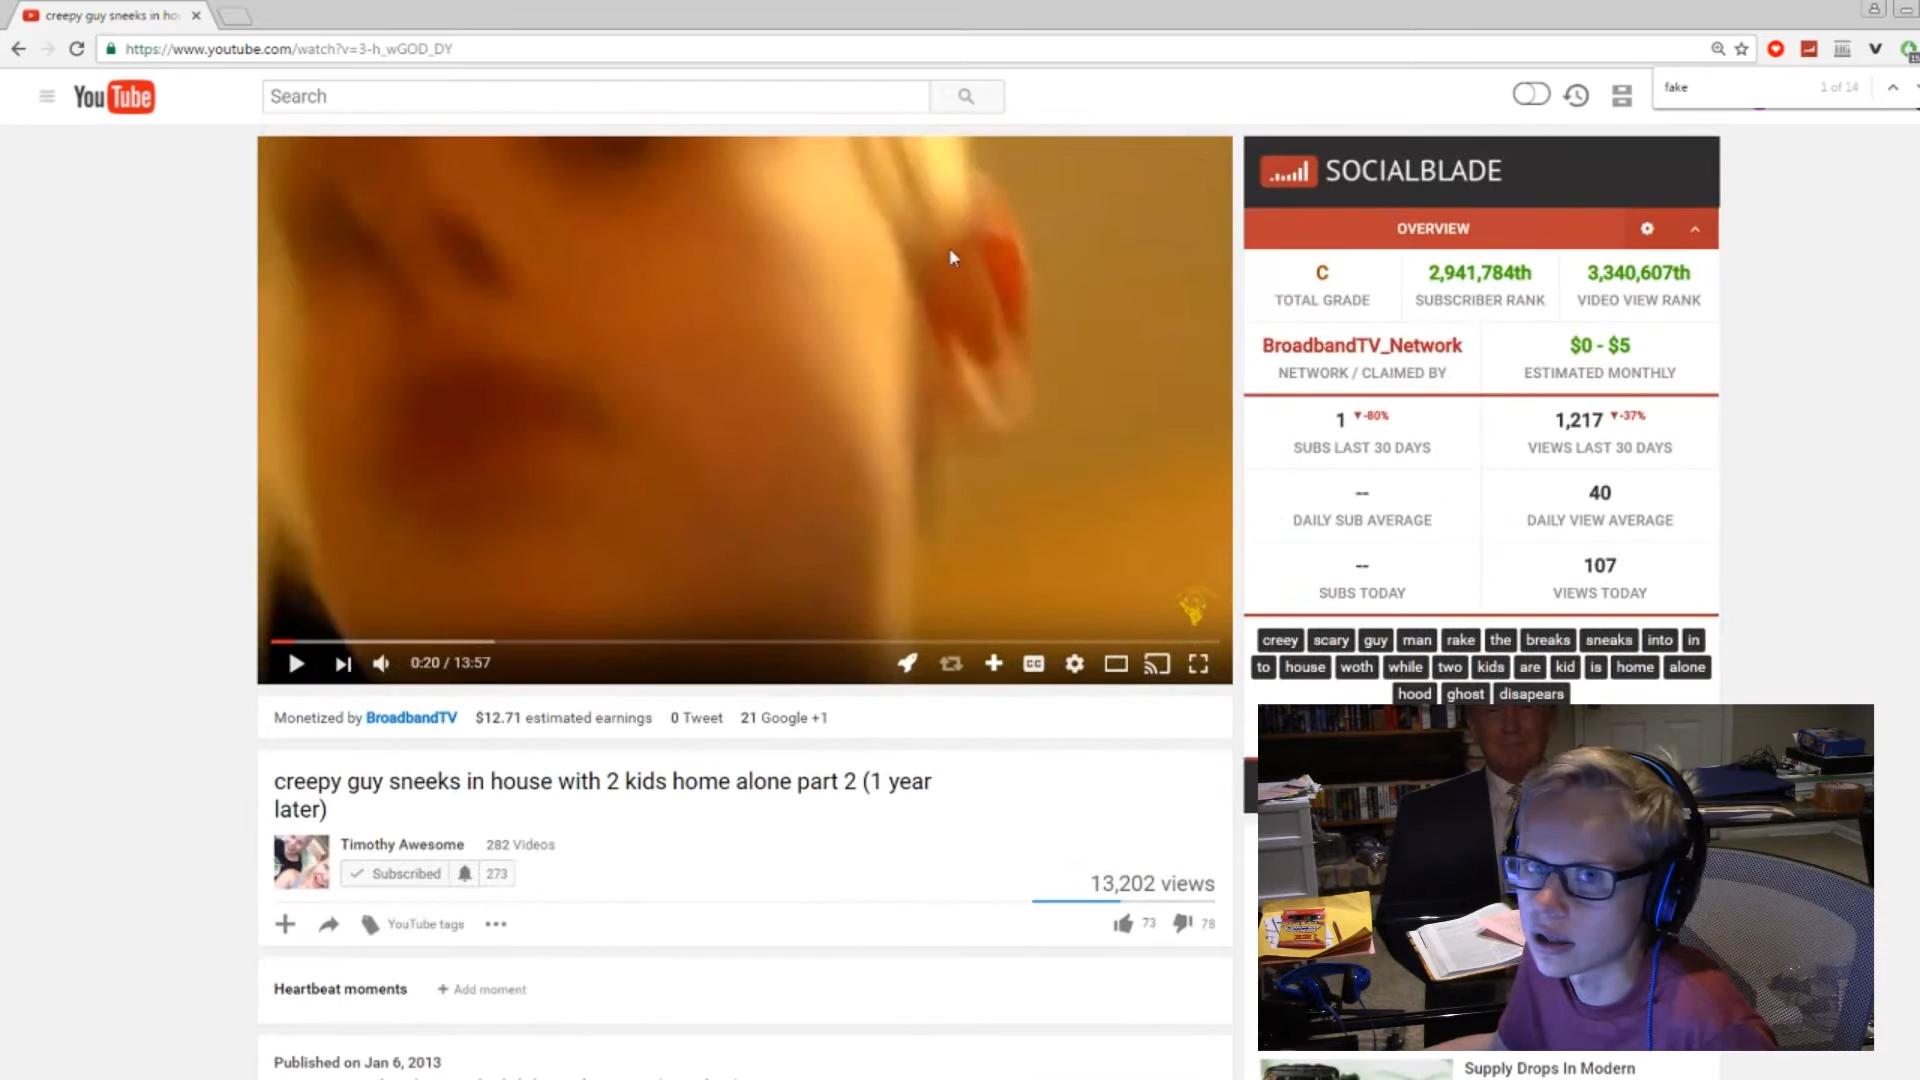 creepy guy sneeks in ho
https://www.youtube.com/watch?v=3-h_wGOD_DY
YouTube
Search
fake 1 of 14
SOCIALBLADE
OVERVIEW
C 2,941,784th 3,340,607th
TOTAL GRADE SUBSCRIBER RANK VIDEO VIEW RANK
BroadbandTV_Network $0 - $5
NETWORK / CLAIMED BY ESTIMATED MONTHLY
1 ▼-80% 1,217 ▼-37%
SUBS LAST 30 DAYS VIEWS LAST 30 DAYS
-- 40
DAILY SUB AVERAGE DAILY VIEW AVERAGE
-- 107
SUBS TODAY VIEWS TODAY
creey scary guy man rake the breaks sneaks into in
to house woth while two kids are kid is home alone
hood ghost disapears
0:20 / 13:57 CC
Monetized by BroadbandTV $12.71 estimated earnings 0 Tweet 21 Google +1
creepy guy sneeks in house with 2 kids home alone part 2 (1 year
later)
Timothy Awesome 282 Videos
Subscribed 273
13,202 views
YouTube tags 73 78
Heartbeat moments + Add moment
Published on Jan 6, 2013
Supply Drops In Modern